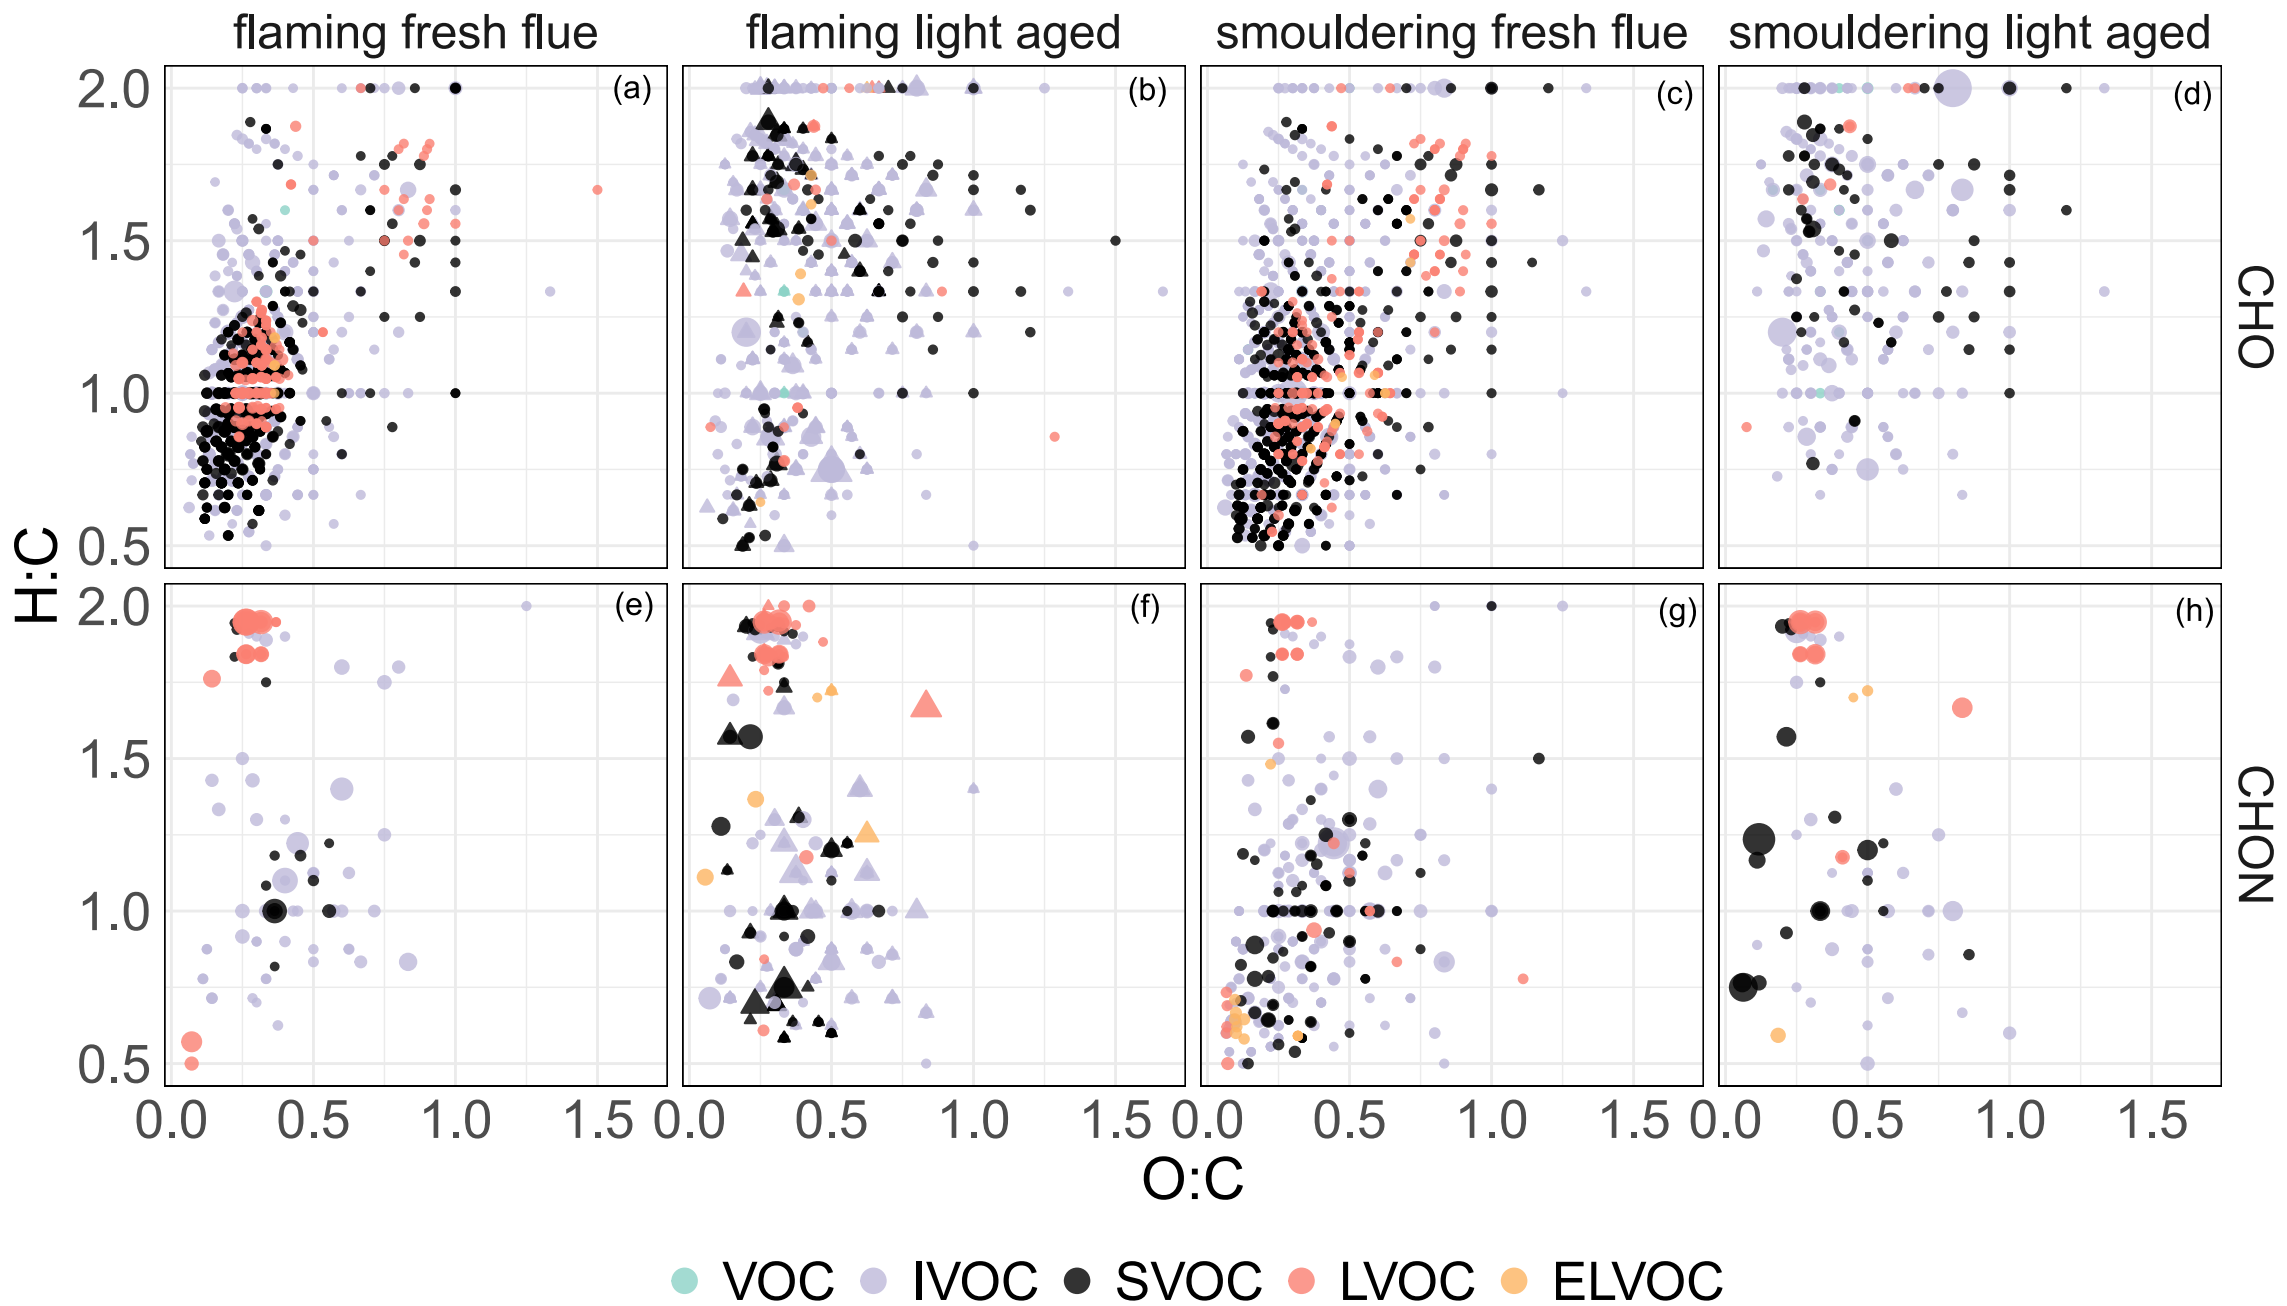 flaming fresh flue flaming light aged smouldering fresh flue smouldering light aged
2.0 (a) (b) (c) (d)
1.5
CHO
1.0
0.5
H:C
2.0 (e) (f) (g) (h)
1.5
CHON
1.0
0.5
0.0 0.5 1.0 1.5 0.0 0.5 1.0 1.5 0.0 0.5 1.0 1.5 0.0 0.5 1.0 1.5
O:C
VOC IVOC SVOC LVOC ELVOC